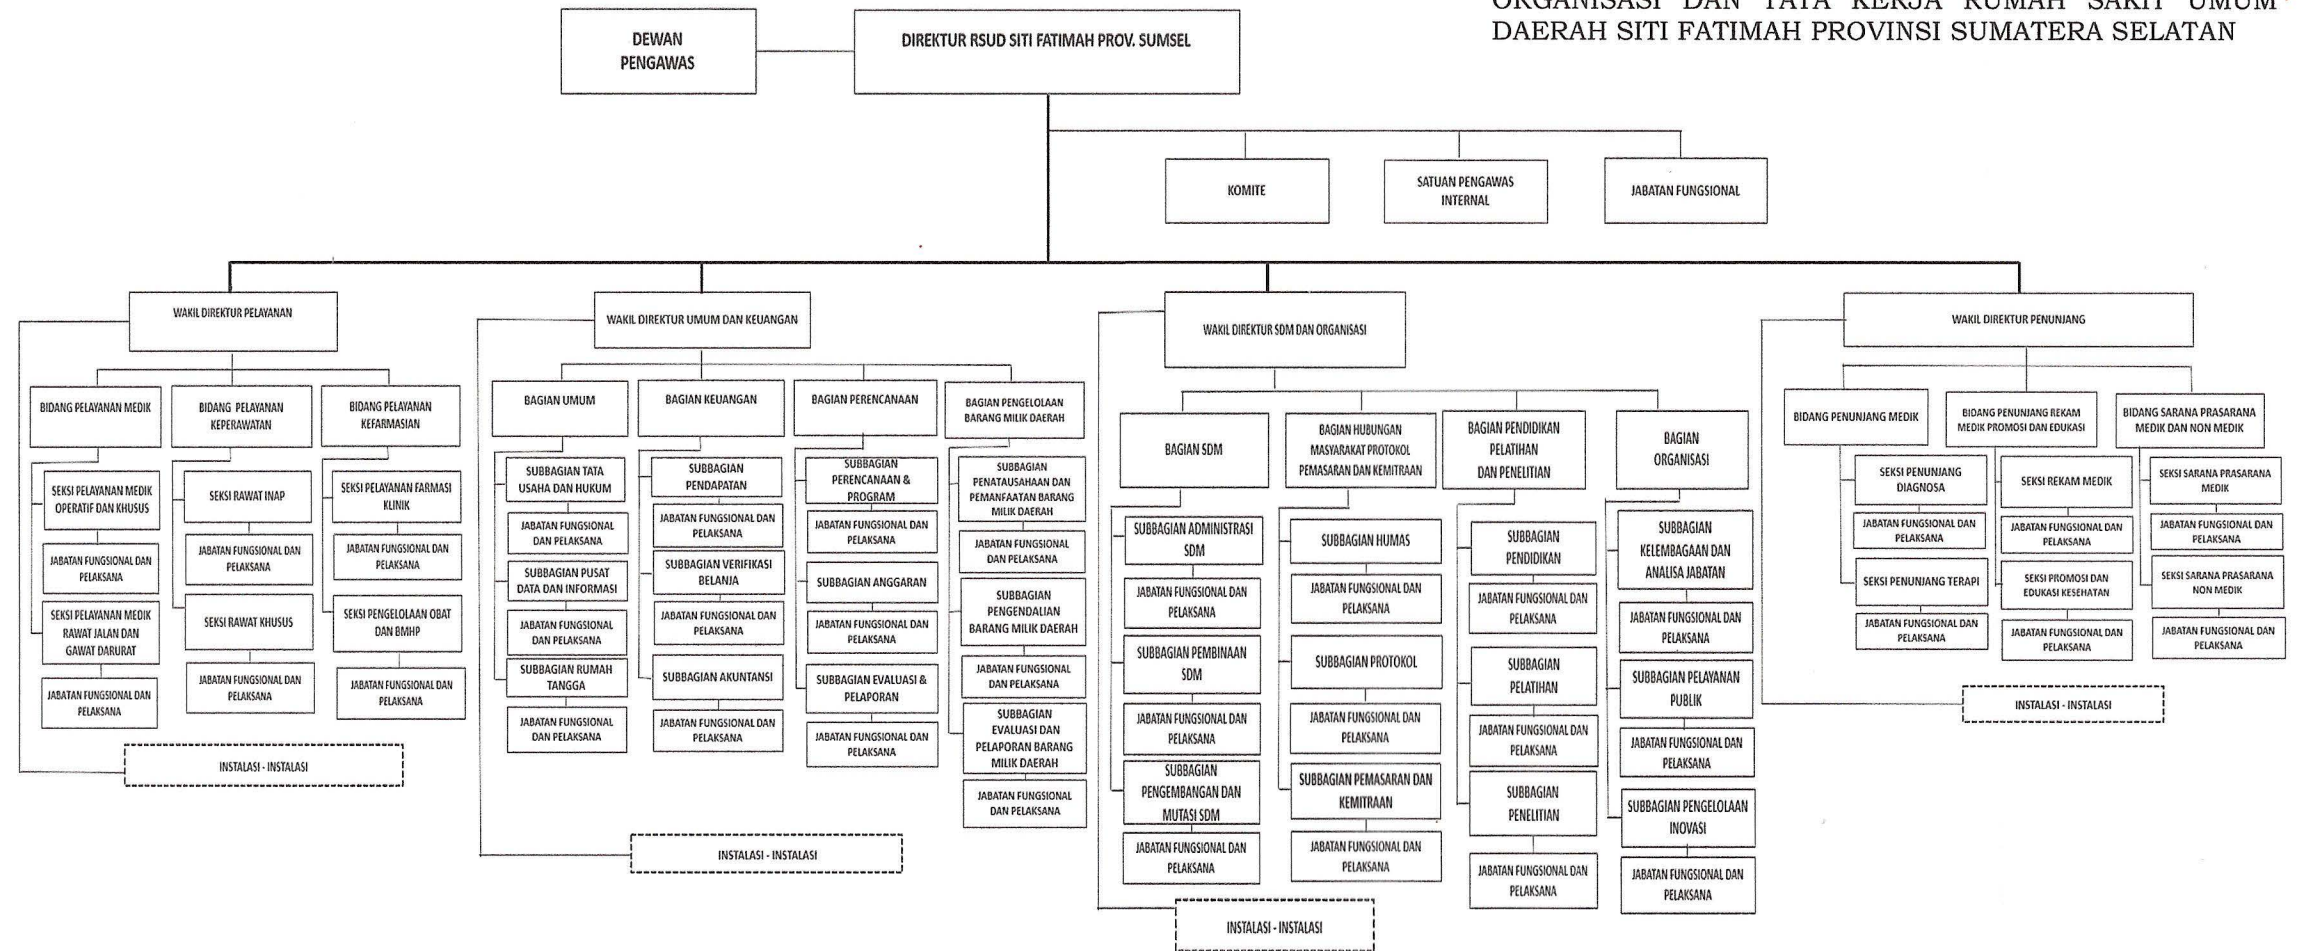 ORGANISASI DAN TATA KERJA RUMAH SAKIT UMUM
DAERAH SITI FATIMAH PROVINSI SUMATERA SELATAN
DEWAN
PENGAWAS
DIREKTUR RSUD SITI FATIMAH PROV. SUMSEL
KOMITE
SATUAN PENGAWAS
INTERNAL
JABATAN FUNGSIONAL
WAKIL DIREKTUR PELAYANAN
BIDANG PELAYANAN MEDIK
SEKSI PELAYANAN MEDIK
OPERATIF DAN KHUSUS
JABATAN FUNGSIONAL DAN
PELAKSANA
SEKSI PELAYANAN MEDIK
RAWAT JALAN DAN
GAWAT DARURAT
JABATAN FUNGSIONAL DAN
PELAKSANA
BIDANG PELAYANAN
KEPERAWATAN
SEKSI RAWAT INAP
JABATAN FUNGSIONAL DAN
PELAKSANA
SEKSI RAWAT KHUSUS
JABATAN FUNGSIONAL DAN
PELAKSANA
BIDANG PELAYANAN
KEFARMASIAN
SEKSI PELAYANAN FARMASI
KLINIK
JABATAN FUNGSIONAL DAN
PELAKSANA
SEKSI PENGELOLAAN OBAT
DAN BMHP
JABATAN FUNGSIONAL DAN
PELAKSANA
INSTALASI - INSTALASI
WAKIL DIREKTUR UMUM DAN KEUANGAN
BAGIAN UMUM
SUBBAGIAN TATA
USAHA DAN HUKUM
JABATAN FUNGSIONAL
DAN PELAKSANA
SUBBAGIAN PUSAT
DATA DAN INFORMASI
JABATAN FUNGSIONAL
DAN PELAKSANA
SUBBAGIAN RUMAH
TANGGA
JABATAN FUNGSIONAL
DAN PELAKSANA
BAGIAN KEUANGAN
SUBBAGIAN
PENDAPATAN
JABATAN FUNGSIONAL DAN
PELAKSANA
SUBBAGIAN VERIFIKASI
BELANJA
JABATAN FUNGSIONAL DAN
PELAKSANA
SUBBAGIAN AKUNTANSI
JABATAN FUNGSIONAL DAN
PELAKSANA
BAGIAN PERENCANAAN
SUBBAGIAN
PERENCANAAN &
PROGRAM
JABATAN FUNGSIONAL DAN
PELAKSANA
SUBBAGIAN ANGGARAN
JABATAN FUNGSIONAL DAN
PELAKSANA
SUBBAGIAN EVALUASI &
PELAPORAN
JABATAN FUNGSIONAL DAN
PELAKSANA
BAGIAN PENGELOLAAN
BARANG MILIK DAERAH
SUBBAGIAN
PENATAUSAHAAN DAN
PEMANFAATAN BARANG
MILIK DAERAH
JABATAN FUNGSIONAL
DAN PELAKSANA
SUBBAGIAN
PENGENDALIAN
BARANG MILIK DAERAH
JABATAN FUNGSIONAL
DAN PELAKSANA
SUBBAGIAN
EVALUASI DAN
PELAPORAN BARANG
MILIK DAERAH
JABATAN FUNGSIONAL
DAN PELAKSANA
INSTALASI - INSTALASI
WAKIL DIREKTUR SDM DAN ORGANISASI
BAGIAN SDM
SUBBAGIAN ADMINISTRASI
SDM
JABATAN FUNGSIONAL DAN
PELAKSANA
SUBBAGIAN PEMBINAAN
SDM
JABATAN FUNGSIONAL DAN
PELAKSANA
SUBBAGIAN
PENGEMBANGAN DAN
MUTASI SDM
JABATAN FUNGSIONAL DAN
PELAKSANA
BAGIAN HUBUNGAN
MASYARAKAT PROTOKOL
PEMASARAN DAN KEMITRAAN
SUBBAGIAN HUMAS
JABATAN FUNGSIONAL DAN
PELAKSANA
SUBBAGIAN PROTOKOL
JABATAN FUNGSIONAL DAN
PELAKSANA
SUBBAGIAN PEMASARAN DAN
KEMITRAAN
JABATAN FUNGSIONAL DAN
PELAKSANA
BAGIAN PENDIDIKAN
PELATIHAN
DAN PENELITIAN
SUBBAGIAN
PENDIDIKAN
JABATAN FUNGSIONAL DAN
PELAKSANA
SUBBAGIAN
PELATIHAN
JABATAN FUNGSIONAL DAN
PELAKSANA
SUBBAGIAN
PENELITIAN
JABATAN FUNGSIONAL DAN
PELAKSANA
BAGIAN
ORGANISASI
SUBBAGIAN
KELEMBAGAAN DAN
ANALISA JABATAN
JABATAN FUNGSIONAL DAN
PELAKSANA
SUBBAGIAN PELAYANAN
PUBLIK
JABATAN FUNGSIONAL DAN
PELAKSANA
SUBBAGIAN PENGELOLAAN
INOVASI
JABATAN FUNGSIONAL DAN
PELAKSANA
INSTALASI - INSTALASI
WAKIL DIREKTUR PENUNJANG
BIDANG PENUNJANG MEDIK
SEKSI PENUNJANG
DIAGNOSA
JABATAN FUNGSIONAL DAN
PELAKSANA
SEKSI PENUNJANG TERAPI
JABATAN FUNGSIONAL DAN
PELAKSANA
BIDANG PENUNJANG REKAM
MEDIK PROMOSI DAN EDUKASI
SEKSI REKAM MEDIK
JABATAN FUNGSIONAL DAN
PELAKSANA
SEKSI PROMOSI DAN
EDUKASI KESEHATAN
JABATAN FUNGSIONAL DAN
PELAKSANA
BIDANG SARANA PRASARANA
MEDIK DAN NON MEDIK
SEKSI SARANA PRASARANA
MEDIK
JABATAN FUNGSIONAL DAN
PELAKSANA
SEKSI SARANA PRASARANA
NON MEDIK
JABATAN FUNGSIONAL DAN
PELAKSANA
INSTALASI - INSTALASI